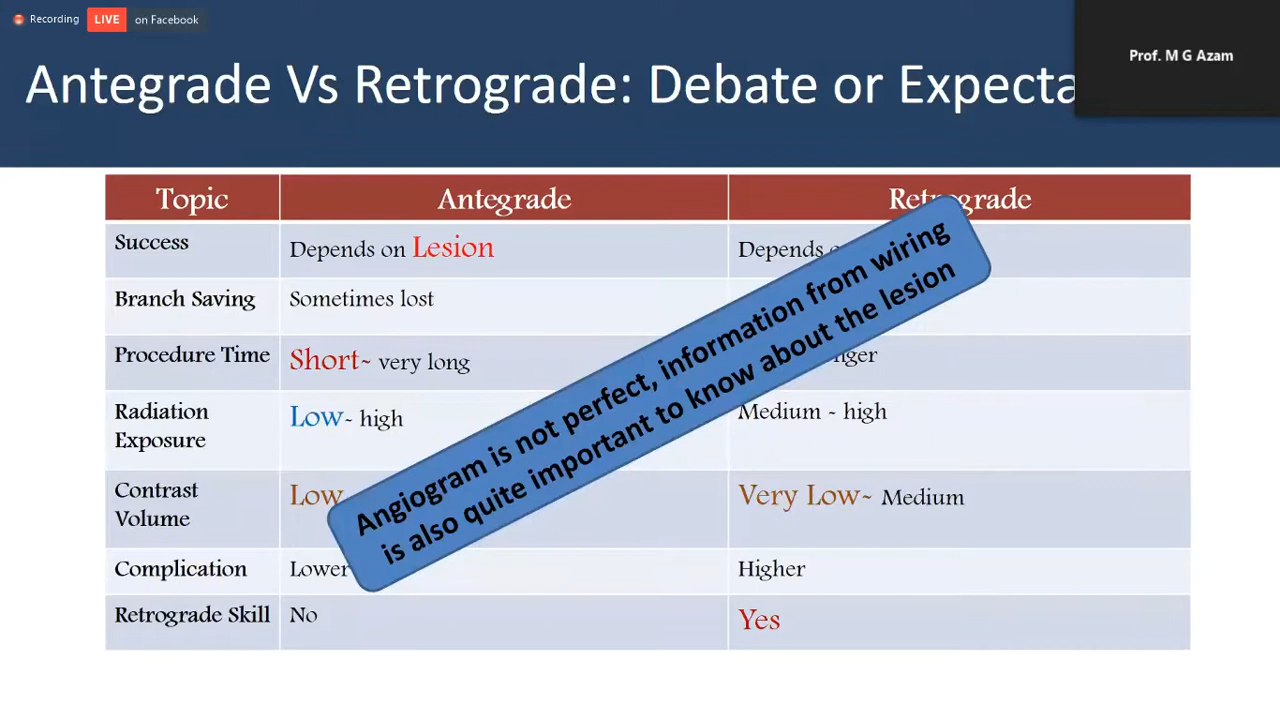 Recording LIVE on Facebook
Prof. M G Azam
Antegrade Vs Retrograde: Debate or
Topic Antegrade Retrograde
Success Depends on Lesion Depends
Branch Saving Sometimes lost
Procedure Time Short~ very long
Radiation Low~ high Medium ~ high
Exposure
Contrast Low Very Low~ Medium
Volume
Complication Lower Higher
Retrograde Skill No Yes
Angiogram is not perfect, information from wiring
is also quite important to know about the lesion